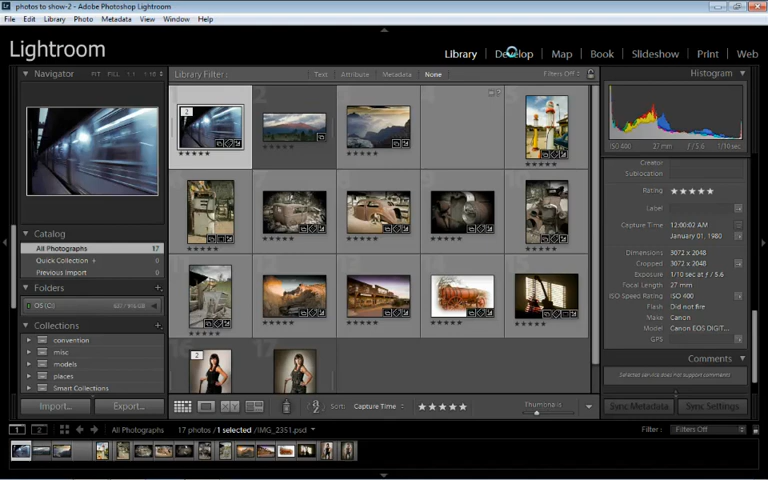 photos to show-2 - Adobe Photoshop Lightroom
File Edit Library Photo Metadata View Window Help
Lightroom
Library Develop Map Book Slideshow Print Web
Navigator FIT FILL 1:1
Library Filter: Text Attribute Metadata None Filters Off
Histogram
ISO 400 27 mm f / 5.6 1/10 sec
Catalog
All Photographs 17
Quick Collection + 0
Previous Import 0
Folders
OS (C:)
Collections
convention
misc
models
places
Smart Collections
Import... Export...
Creator
Sublocation
Rating ★★★★★
Label
Capture Time 12:00:02 AM
January 01, 1980
Dimensions 3072 x 2048
Cropped 3072 x 2048
Exposure 1/10 sec at f / 5.6
Focal Length 27 mm
ISO Speed Rating ISO 400
Flash Did not fire
Make Canon
Model Canon EOS DIGIT...
GPS
Comments
Selected service does not support comments
Sync Metadata Sync Settings
Sort: Capture Time ★★★★★ Thumbnails
1 2 All Photographs 17 photos / 1 selected / IMG_2351.psd Filter: Filters Off